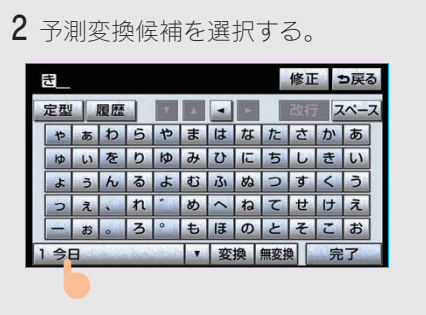 2 予測変換候補を選択する。
き_ 修正 戻る
定型 履歴 ▼ ▲ ◄ ► 改行 スペース
ゃ ぁ わ ら や ま は な た さ か あ
ゅ ぃ を り ゆ み ひ に ち し き い
ょ ぅ ん る よ む ふ ぬ つ す く う
っ ぇ 、 れ ゛ め へ ね て せ け え
ー ぉ 。 ろ ゜ も ほ の と そ こ お
1 今日 ▼ 変換 無変換 完了